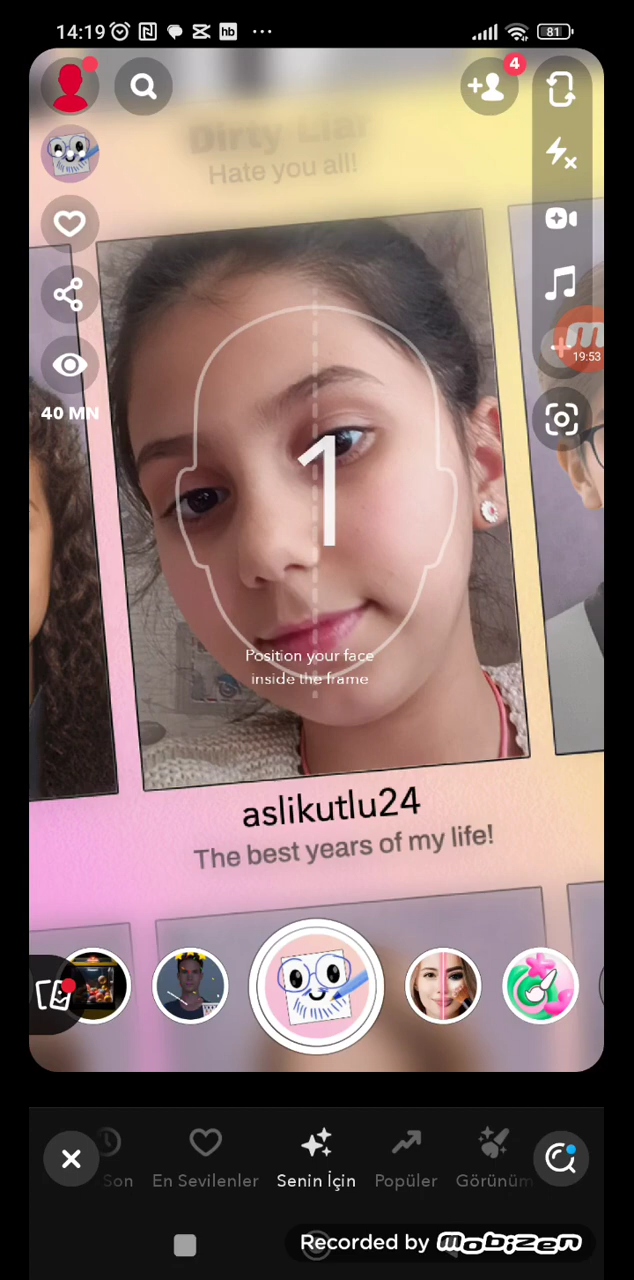 14:19
hb
81
4
Dirty Liar
Hate you all!
19:53
40 MN
1
Position your face
inside the frame
aslikutlu24
The best years of my life!
Son
En Sevilenler
Senin İçin
Popüler
Görünüm
Recorded by mobizen